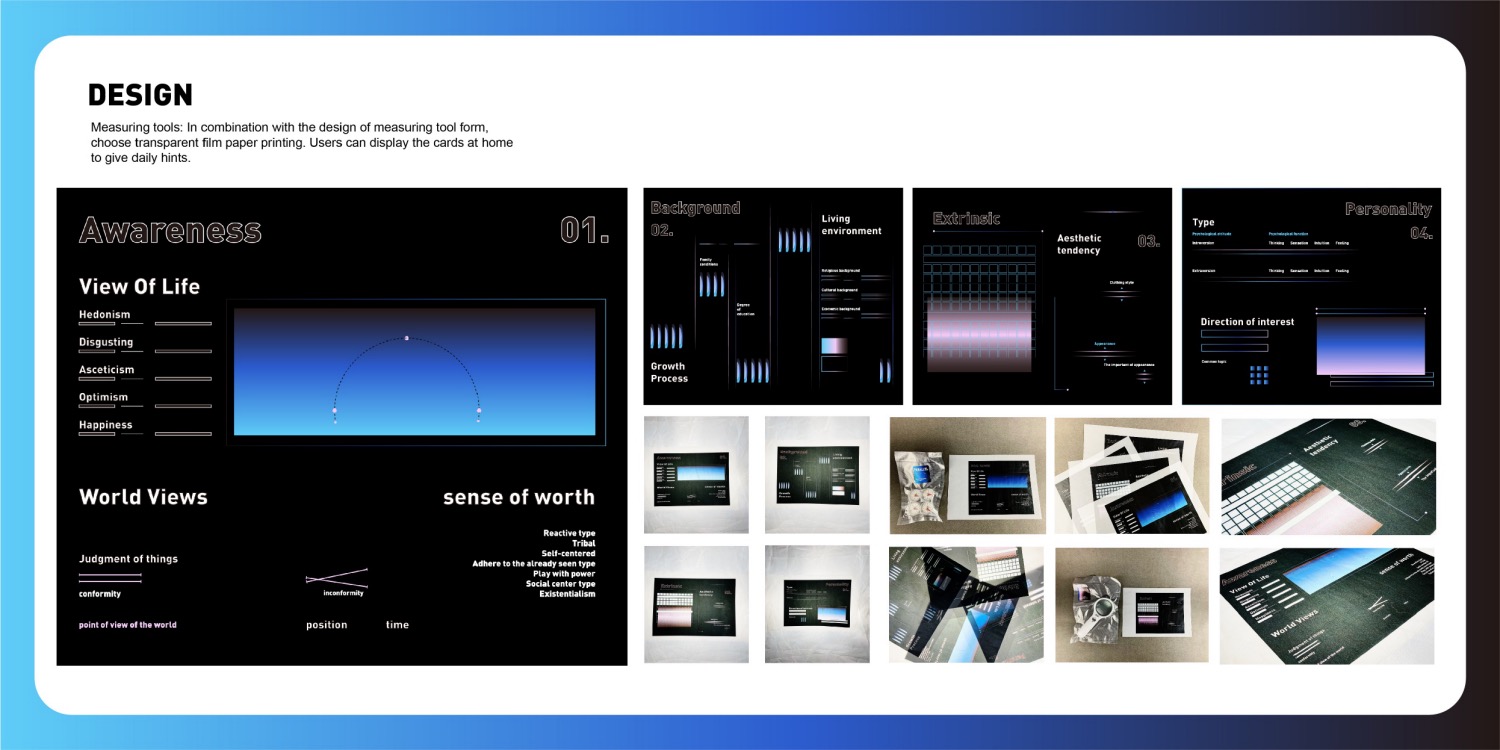 DESIGN
Measuring tools: In combination with the design of measuring tool form,
choose transparent film paper printing. Users can display the cards at home
to give daily hints.
Awareness
01.
View Of Life
Hedonism
Disgusting
Asceticism
Optimism
Happiness
World Views
sense of worth
Judgment of things
conformity
inconformity
point of view of the world
position
time
Reactive type
Tribal
Self-centered
Adhere to the already seen type
Play with power
Social center type
Existentialism
Background
02.
Living
environment
Family
conditions
Degree
of
education
Religious background
Cultural background
Economic background
Growth
Process
Extrinsic
03.
Aesthetic
tendency
Clothing style
Appearance
The important of appearance
Personality
04.
Type
Psychological attitude
Psychological function
Introversion
Thinking Sensation Intuition Feeling
Extraversion
Thinking Sensation Intuition Feeling
Direction of interest
Common topic
Aesthetic
tendency
Awareness
View Of Life
sense of worth
World Views
Judgment of things